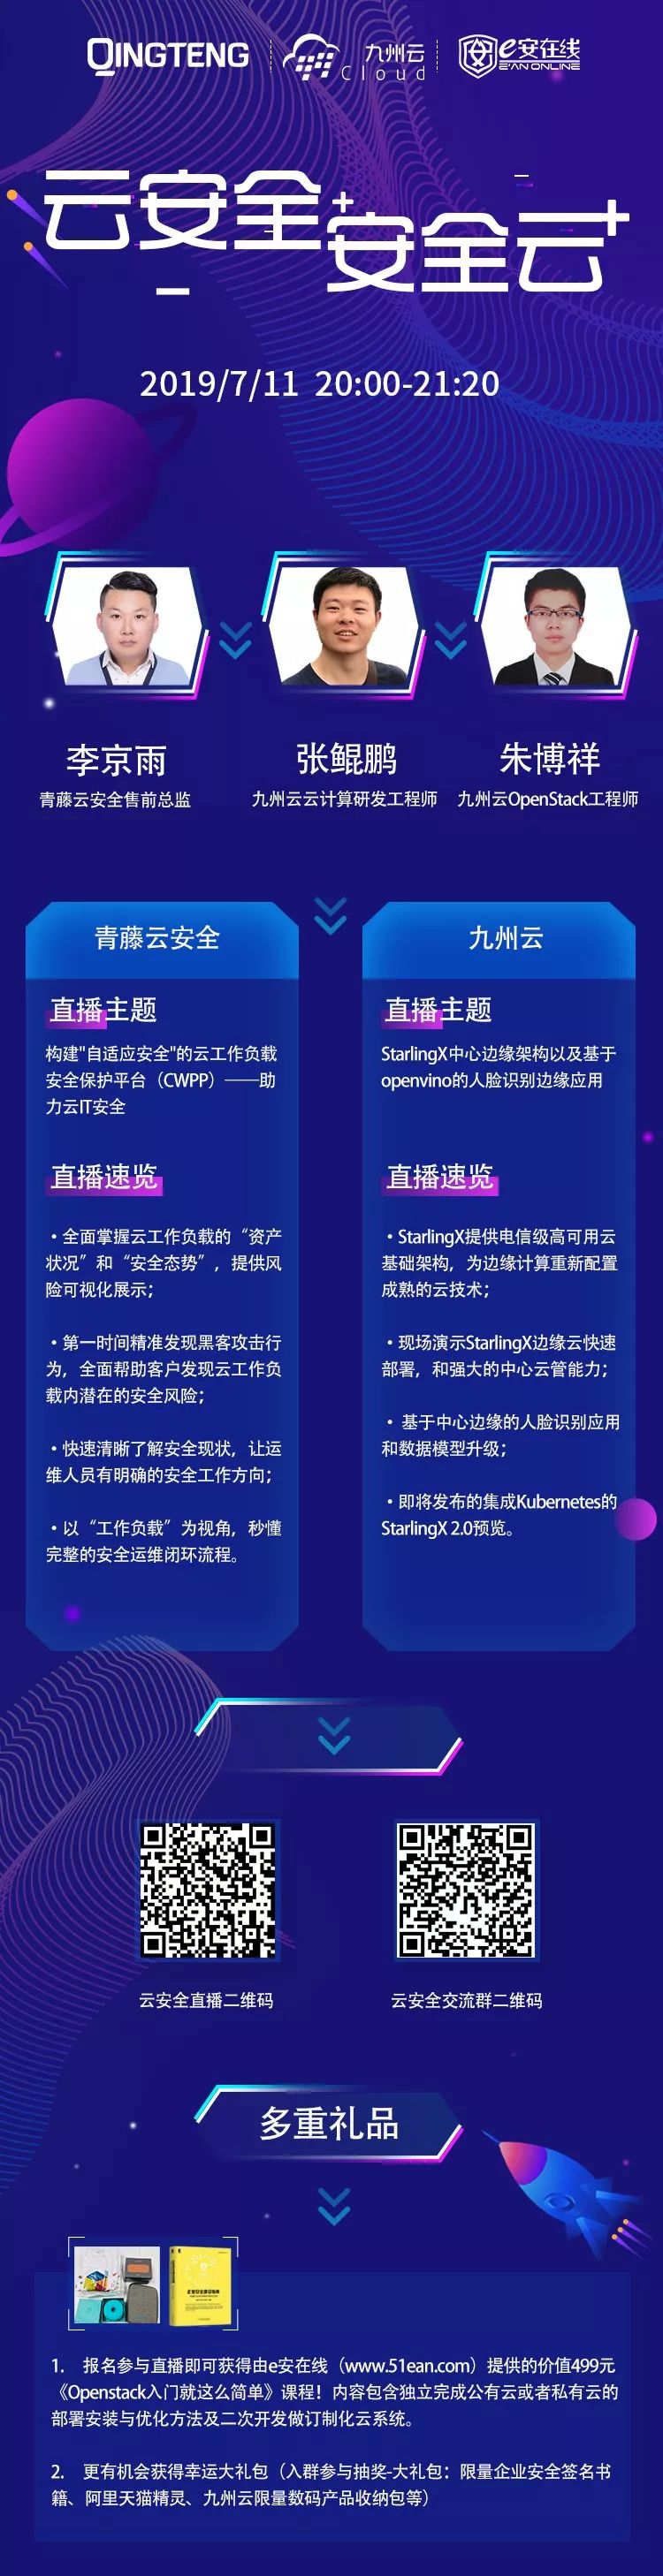 QINGTENG
九州云
Cloud
e安在线
E'AN ONLINE
云安全+
安全云+
2019/7/11 20:00-21:20
李京雨
张鲲鹏
朱博祥
青藤云安全售前总监
九州云云计算研发工程师
九州云OpenStack工程师
青藤云安全
直播主题
构建"自适应安全"的云工作负载
安全保护平台（CWPP）——助
力云IT安全
直播速览
·全面掌握云工作负载的“资产
状况”和“安全态势”，提供风
险可视化展示；
·第一时间精准发现黑客攻击行
为，全面帮助客户发现云工作负
载内潜在的安全风险；
·快速清晰了解安全现状，让运
维人员有明确的安全工作方向；
·以“工作负载”为视角，秒懂
完整的安全运维闭环流程。
九州云
直播主题
StarlingX中心边缘架构以及基于
openvino的人脸识别边缘应用
直播速览
·StarlingX提供电信级高可用云
基础架构，为边缘计算重新配置
成熟的云技术；
·现场演示StarlingX边缘云快速
部署，和强大的中心云管能力；
· 基于中心边缘的人脸识别应用
和数据模型升级；
·即将发布的集成Kubernetes的
StarlingX 2.0预览。
云安全直播二维码
云安全交流群二维码
多重礼品
1. 报名参与直播即可获得由e安在线（www.51ean.com）提供的价值499元
《Openstack入门就这么简单》课程！内容包含独立完成公有云或者私有云的
部署安装与优化方法及二次开发做订制化云系统。
2. 更有机会获得幸运大礼包（入群参与抽奖-大礼包：限量企业安全签名书
籍、阿里天猫精灵、九州云限量数码产品收纳包等）